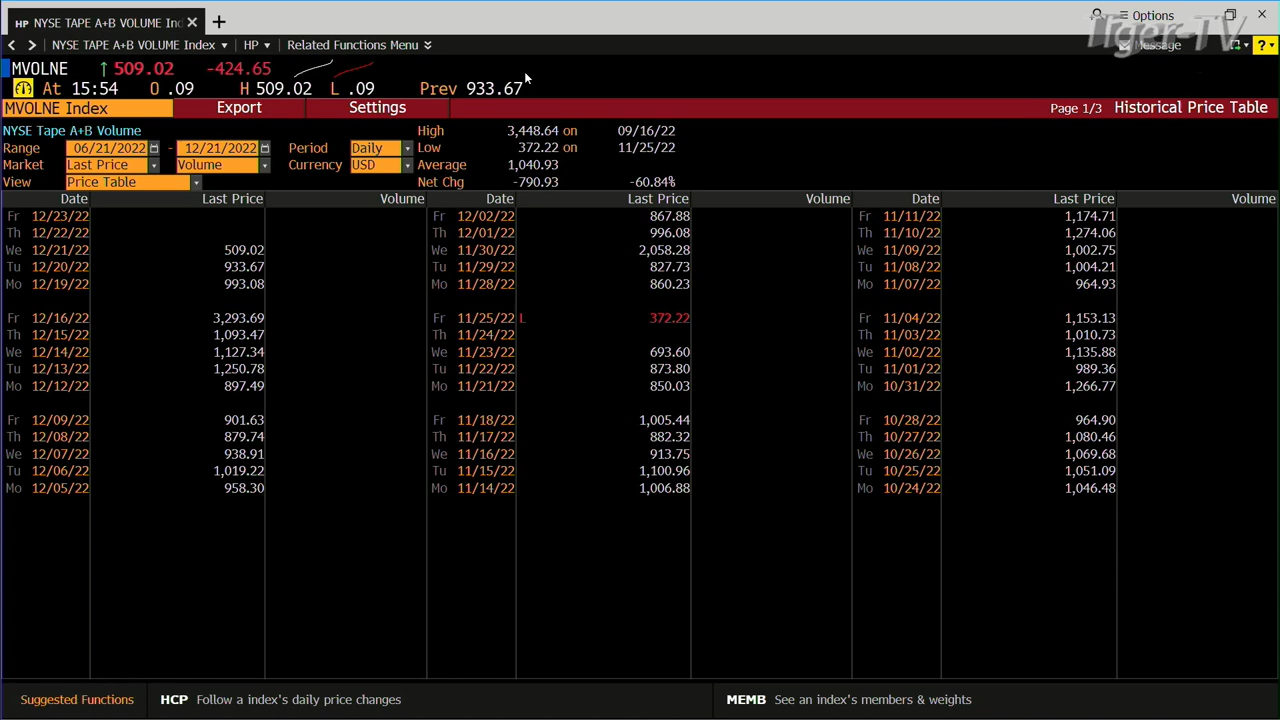 HP NYSE TAPE A+B VOLUME Ind
Options
Tiger-TV
NYSE TAPE A+B VOLUME Index HP Related Functions Menu Message ?
MVOLNE ↑ 509.02 -424.65
At 15:54 O .09 H 509.02 L .09 Prev 933.67
MVOLNE Index Export Settings Page 1/3 Historical Price Table
NYSE Tape A+B Volume High 3,448.64 on 09/16/22
Range 06/21/2022 - 12/21/2022 Period Daily Low 372.22 on 11/25/22
Market Last Price Volume Currency USD Average 1,040.93
View Price Table Net Chg -790.93 -60.84%
Date Last Price Volume Date Last Price Volume Date Last Price Volume
Fr 12/23/22 Fr 12/02/22 867.88 Fr 11/11/22 1,174.71
Th 12/22/22 Th 12/01/22 996.08 Th 11/10/22 1,274.06
We 12/21/22 509.02 We 11/30/22 2,058.28 We 11/09/22 1,002.75
Tu 12/20/22 933.67 Tu 11/29/22 827.73 Tu 11/08/22 1,004.21
Mo 12/19/22 993.08 Mo 11/28/22 860.23 Mo 11/07/22 964.93
Fr 12/16/22 3,293.69 Fr 11/25/22 L 372.22 Fr 11/04/22 1,153.13
Th 12/15/22 1,093.47 Th 11/24/22 Th 11/03/22 1,010.73
We 12/14/22 1,127.34 We 11/23/22 693.60 We 11/02/22 1,135.88
Tu 12/13/22 1,250.78 Tu 11/22/22 873.80 Tu 11/01/22 989.36
Mo 12/12/22 897.49 Mo 11/21/22 850.03 Mo 10/31/22 1,266.77
Fr 12/09/22 901.63 Fr 11/18/22 1,005.44 Fr 10/28/22 964.90
Th 12/08/22 879.74 Th 11/17/22 882.32 Th 10/27/22 1,080.46
We 12/07/22 938.91 We 11/16/22 913.75 We 10/26/22 1,069.68
Tu 12/06/22 1,019.22 Tu 11/15/22 1,100.96 Tu 10/25/22 1,051.09
Mo 12/05/22 958.30 Mo 11/14/22 1,006.88 Mo 10/24/22 1,046.48
Suggested Functions HCP Follow a index's daily price changes MEMB See an index's members & weights